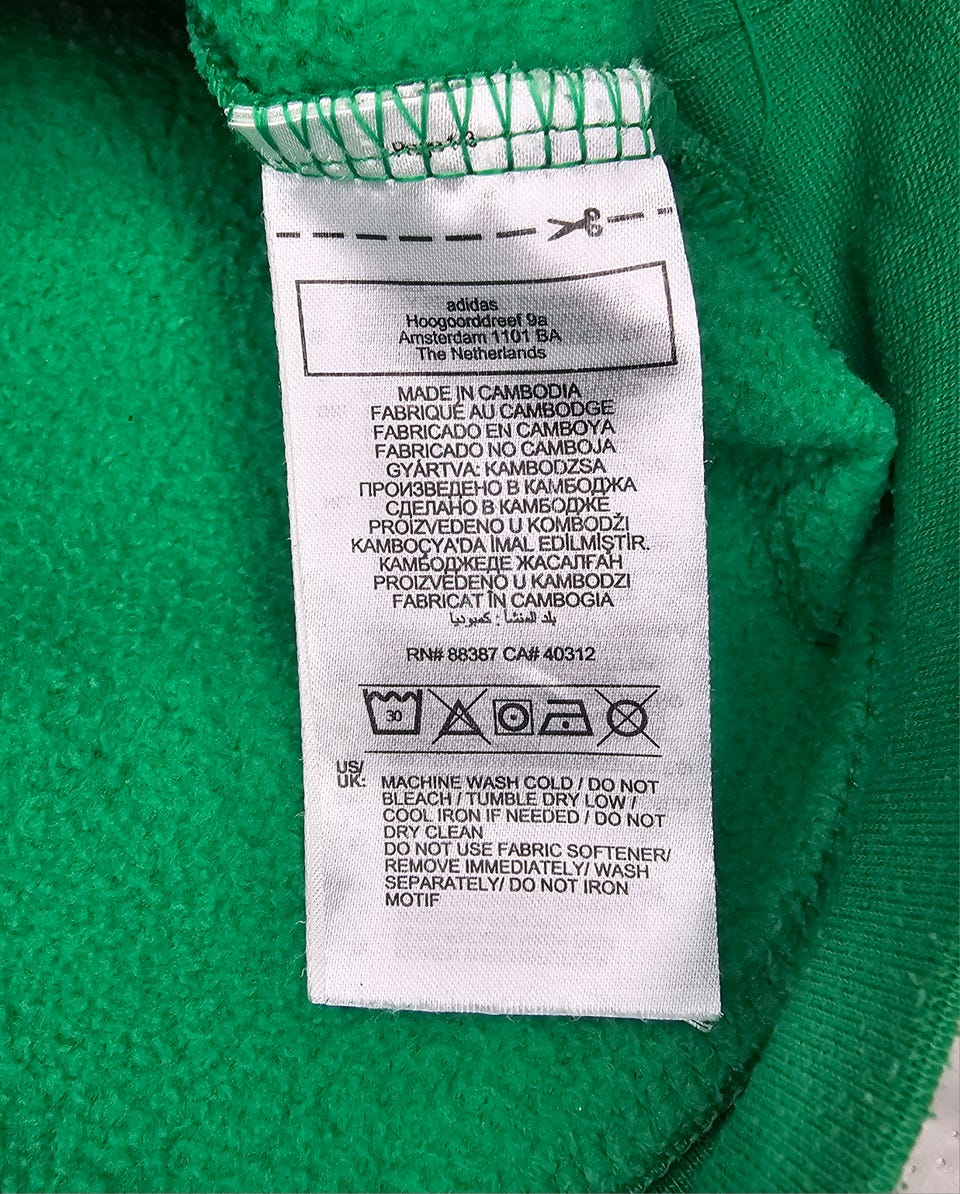 adidas
Hoogoorddreef 9a
Amsterdam 1101 BA
The Netherlands
MADE IN CAMBODIA
FABRIQUÉ AU CAMBODGE
FABRICADO EN CAMBOYA
FABRICADO NO CAMBOJA
GYÁRTVA: KAMBODZSA
ПРОИЗВЕДЕНО В КАМБОДЖА
СДЕЛАНО В КАМБОДЖЕ
PROIZVEDENO U KOMBODŽI
KAMBOÇYA'DA İMAL EDİLMİŞTİR.
КАМБОДЖЕДЕ ЖАСАЛҒАН
PROIZVEDENO U KAMBODZI
FABRICAT ÎN CAMBOGIA
بلد المنشأ : كمبوديا
RN# 88387 CA# 40312
30
US/
UK:
MACHINE WASH COLD / DO NOT
BLEACH / TUMBLE DRY LOW /
COOL IRON IF NEEDED / DO NOT
DRY CLEAN
DO NOT USE FABRIC SOFTENER/
REMOVE IMMEDIATELY/ WASH
SEPARATELY/ DO NOT IRON
MOTIF